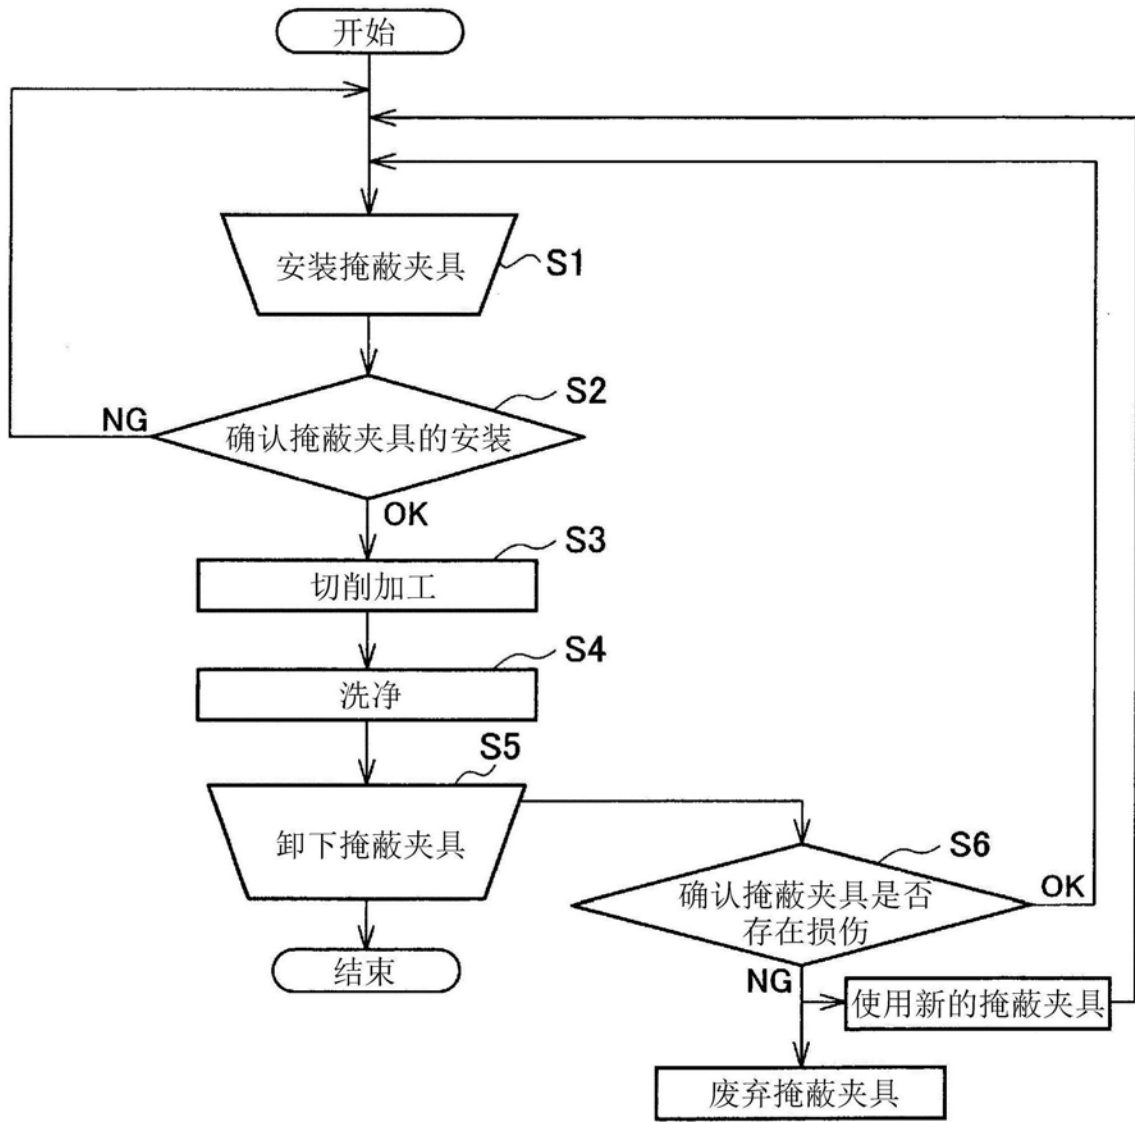 开始
安装掩蔽夹具
S1
S2
NG
确认掩蔽夹具的安装
OK
S3
切削加工
S4
洗净
S5
卸下掩蔽夹具
S6
确认掩蔽夹具是否
存在损伤
OK
结束
NG
使用新的掩蔽夹具
废弃掩蔽夹具